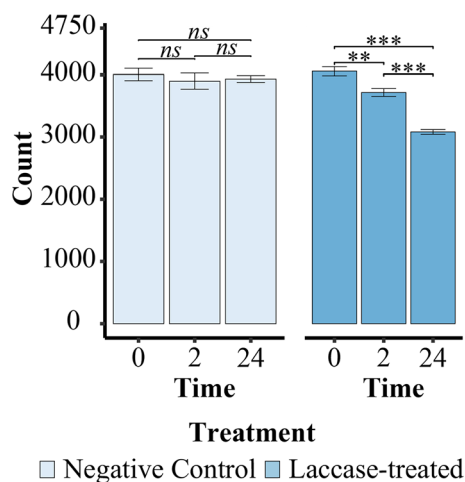 4750
4000
3000
2000
1000
0
Count
ns
ns ns
***
**
***
0 2 24
0 2 24
Time
Time
Treatment
Negative Control Laccase-treated